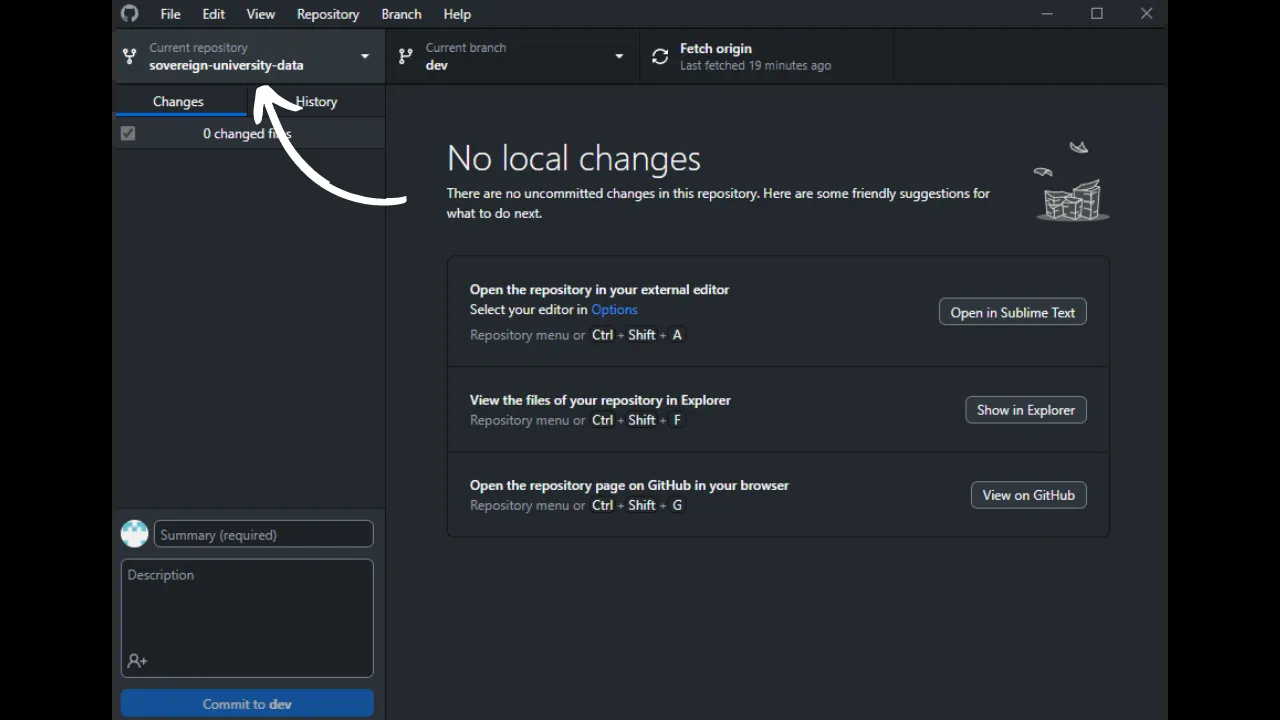 File Edit View Repository Branch Help
Current repository
sovereign-university-data
Current branch
dev
Fetch origin
Last fetched 19 minutes ago
Changes History
0 changed files
No local changes
There are no uncommitted changes in this repository. Here are some friendly suggestions for
what to do next.
Open the repository in your external editor
Select your editor in Options
Repository menu or Ctrl + Shift + A
Open in Sublime Text
View the files of your repository in Explorer
Repository menu or Ctrl + Shift + F
Show in Explorer
Open the repository page on GitHub in your browser
Repository menu or Ctrl + Shift + G
View on GitHub
Summary (required)
Description
Commit to dev